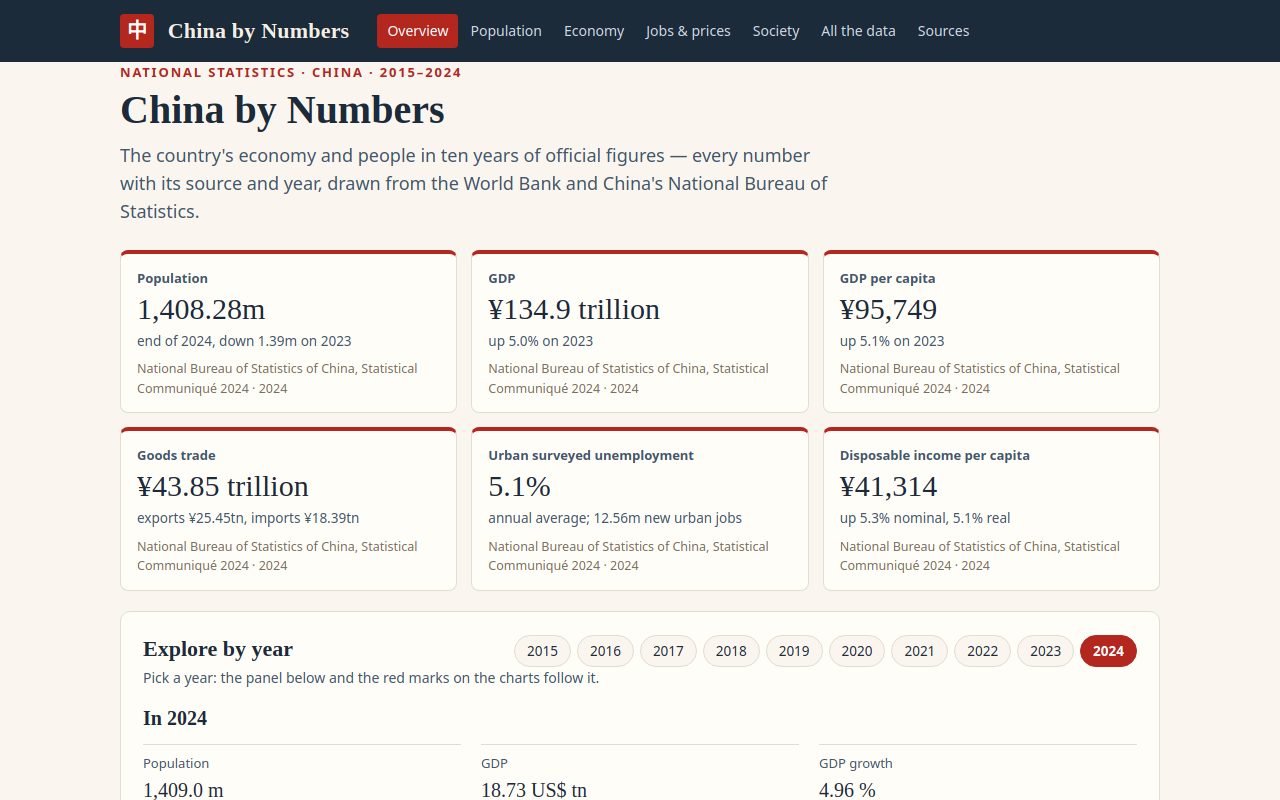 中 China by Numbers Overview Population Economy Jobs & prices Society All the data Sources
NATIONAL STATISTICS · CHINA · 2015–2024
China by Numbers
The country's economy and people in ten years of official figures — every number
with its source and year, drawn from the World Bank and China's National Bureau of
Statistics.
Population
1,408.28m
end of 2024, down 1.39m on 2023
National Bureau of Statistics of China, Statistical
Communiqué 2024 · 2024
GDP
¥134.9 trillion
up 5.0% on 2023
National Bureau of Statistics of China, Statistical
Communiqué 2024 · 2024
GDP per capita
¥95,749
up 5.1% on 2023
National Bureau of Statistics of China, Statistical
Communiqué 2024 · 2024
Goods trade
¥43.85 trillion
exports ¥25.45tn, imports ¥18.39tn
National Bureau of Statistics of China, Statistical
Communiqué 2024 · 2024
Urban surveyed unemployment
5.1%
annual average; 12.56m new urban jobs
National Bureau of Statistics of China, Statistical
Communiqué 2024 · 2024
Disposable income per capita
¥41,314
up 5.3% nominal, 5.1% real
National Bureau of Statistics of China, Statistical
Communiqué 2024 · 2024
Explore by year
2015 2016 2017 2018 2019 2020 2021 2022 2023 2024
Pick a year: the panel below and the red marks on the charts follow it.
In 2024
Population
1,409.0 m
GDP
18.73 US$ tn
GDP growth
4.96 %